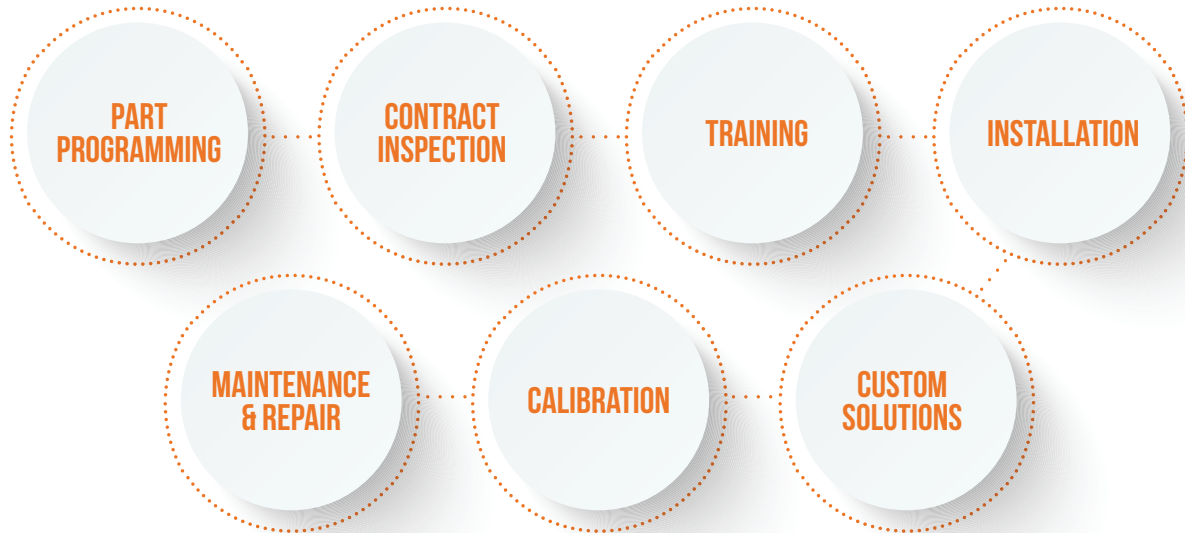 PART
PROGRAMMING
CONTRACT
INSPECTION
TRAINING
INSTALLATION
MAINTENANCE
& REPAIR
CALIBRATION
CUSTOM
SOLUTIONS